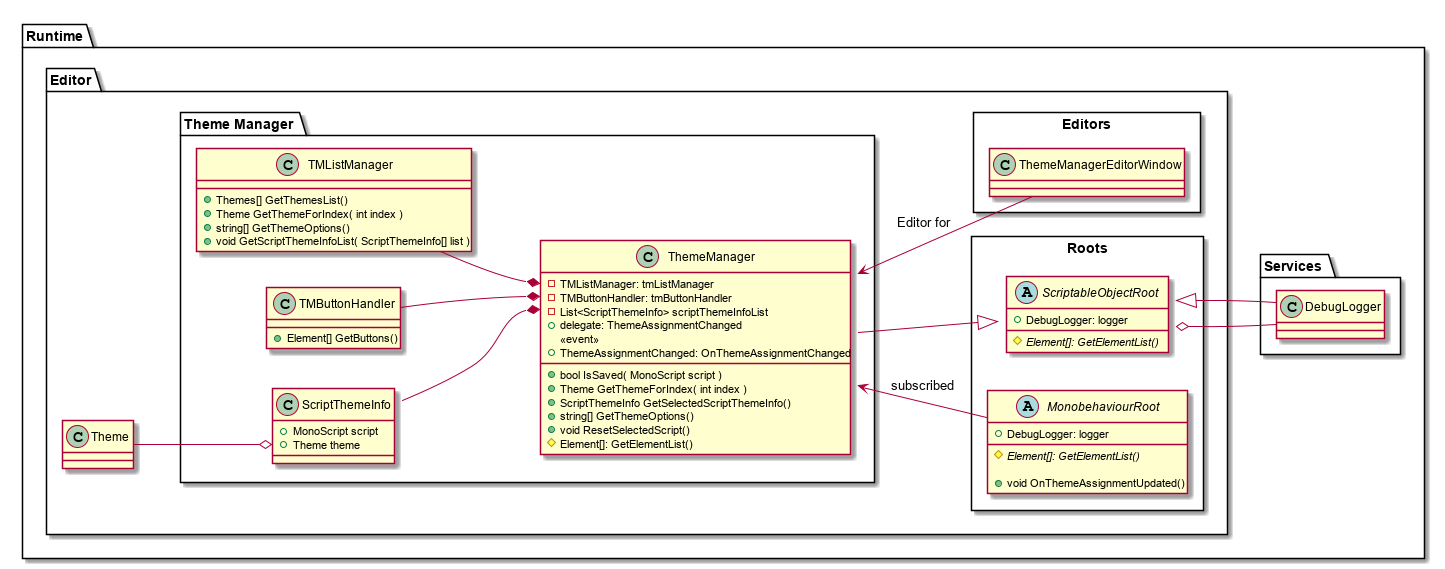 Runtime
Editor
Theme Manager
C TMListManager
Themes[] GetThemesList()
Theme GetThemeForIndex( int index )
string[] GetThemeOptions()
void GetScriptThemeInfoList( ScriptThemeInfo[] list )
C TMButtonHandler
Element[] GetButtons()
C ScriptThemeInfo
MonoScript script
Theme theme
C Theme
C ThemeManager
TMListManager: tmListManager
TMButtonHandler: tmButtonHandler
List<ScriptThemeInfo> scriptThemeInfoList
delegate: ThemeAssignmentChanged
«event»
ThemeAssignmentChanged: OnThemeAssignmentChanged
bool IsSaved( MonoScript script )
Theme GetThemeForIndex( int index )
ScriptThemeInfo GetSelectedScriptThemeInfo()
string[] GetThemeOptions()
void ResetSelectedScript()
Element[]: GetElementList()
Editors
C ThemeManagerEditorWindow
Editor for
Roots
A ScriptableObjectRoot
DebugLogger: logger
Element[]: GetElementList()
subscribed
A MonobehaviourRoot
DebugLogger: logger
Element[]: GetElementList()
void OnThemeAssignmentUpdated()
Services
C DebugLogger